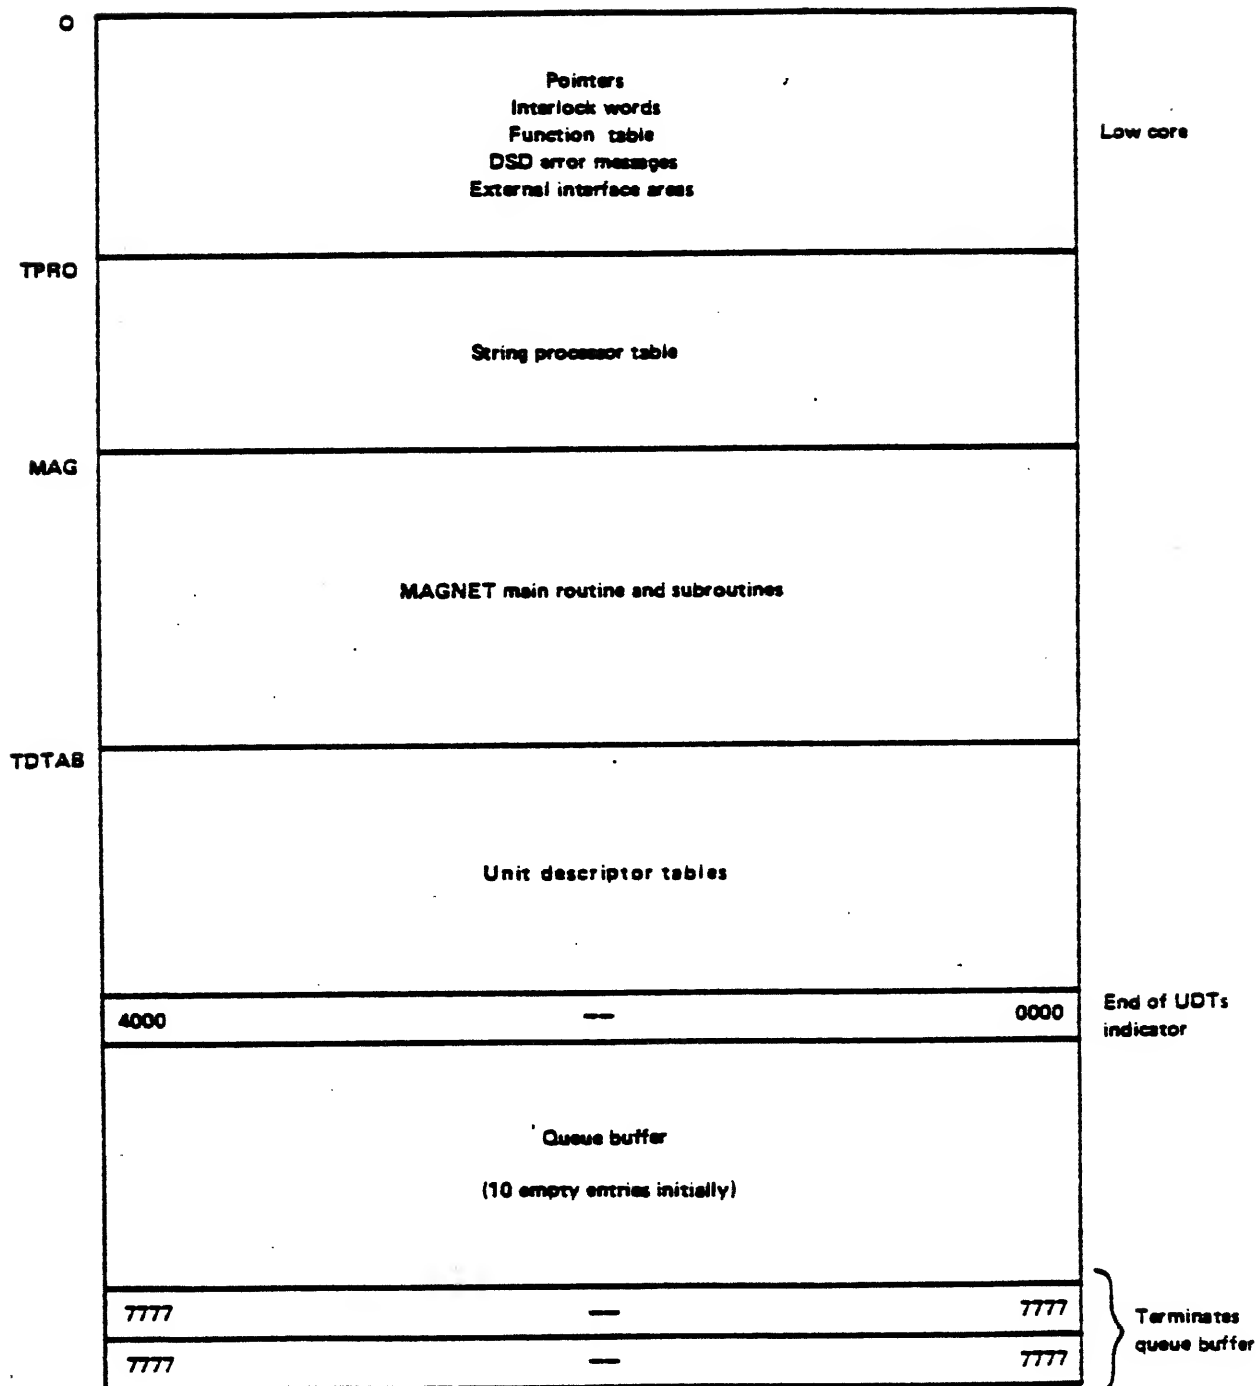 0
Pointers
Interlock words
Function table
DSD error messages
External interface areas
Low core
TPRO
String processor table
MAG
MAGNET main routine and subroutines
TDTAB
Unit descriptor tables
4000 — 0000
End of UDTs
indicator
Queue buffer
(10 empty entries initially)
7777 — 7777
7777 — 7777
Terminates
queue buffer